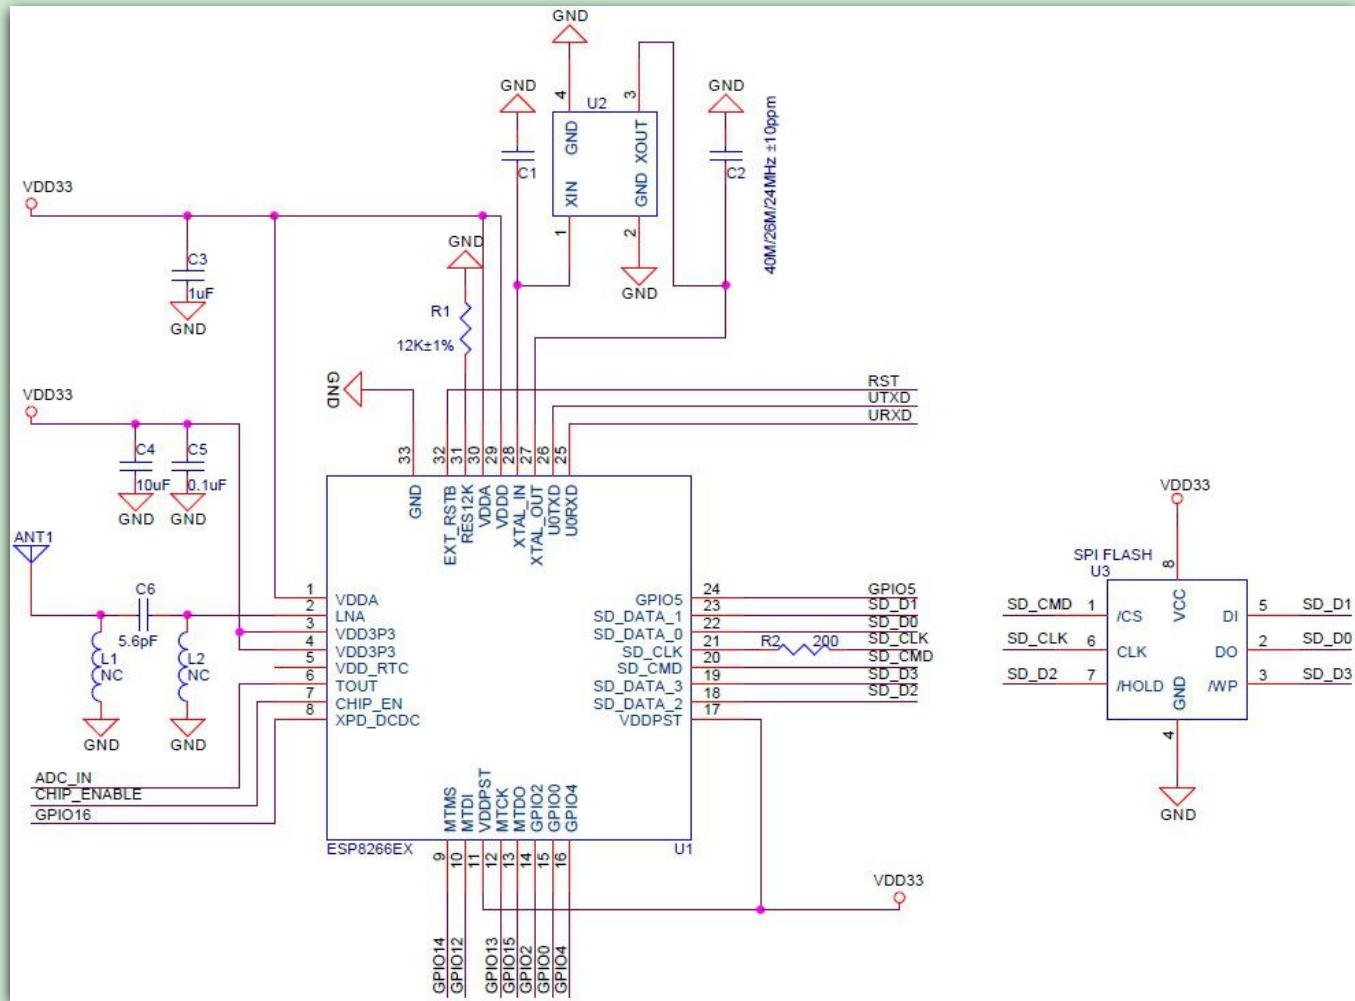 GND
4
3
U2
GND
XOUT
XIN
GND
1
2
GND
GND
C1
GND
C2
40M/26M/24MHz ±10ppm
VDD33
C3
1uF
GND
GND
R1
12K±1%
GND
RST
UTXD
URXD
VDD33
C4
10uF
GND
C5
0.1uF
GND
33
32
31
30
29
28
27
26
25
GND
EXT_RSTB
RES12K
VDDA
VDDD
XTAL_IN
XTAL_OUT
U0TXD
U0RXD
ANT1
C6
5.6pF
L1
NC
GND
L2
NC
GND
1 VDDA
2 LNA
3 VDD3P3
4 VDD3P3
5 VDD_RTC
6 TOUT
7 CHIP_EN
8 XPD_DCDC
ADC_IN
CHIP_ENABLE
GPIO16
GPIO5 24 GPIO5
SD_DATA_1 23 SD_D1
SD_DATA_0 22 SD_D0
SD_CLK 21 R2 200 SD_CLK
SD_CMD 20 SD_CMD
SD_DATA_3 19 SD_D3
SD_DATA_2 18 SD_D2
VDDPST 17
MTMS
MTDI
VDDPST
MTCK
MTDO
GPIO2
GPIO0
GPIO4
ESP8266EX
U1
9
10
11
12
13
14
15
16
GPIO14
GPIO12
GPIO13
GPIO15
GPIO2
GPIO0
GPIO4
VDD33
VDD33
SPI FLASH
U3
8
VCC
SD_CMD 1 /CS
SD_CLK 6 CLK
SD_D2 7 /HOLD
DI 5 SD_D1
DO 2 SD_D0
/WP 3 SD_D3
GND
4
GND